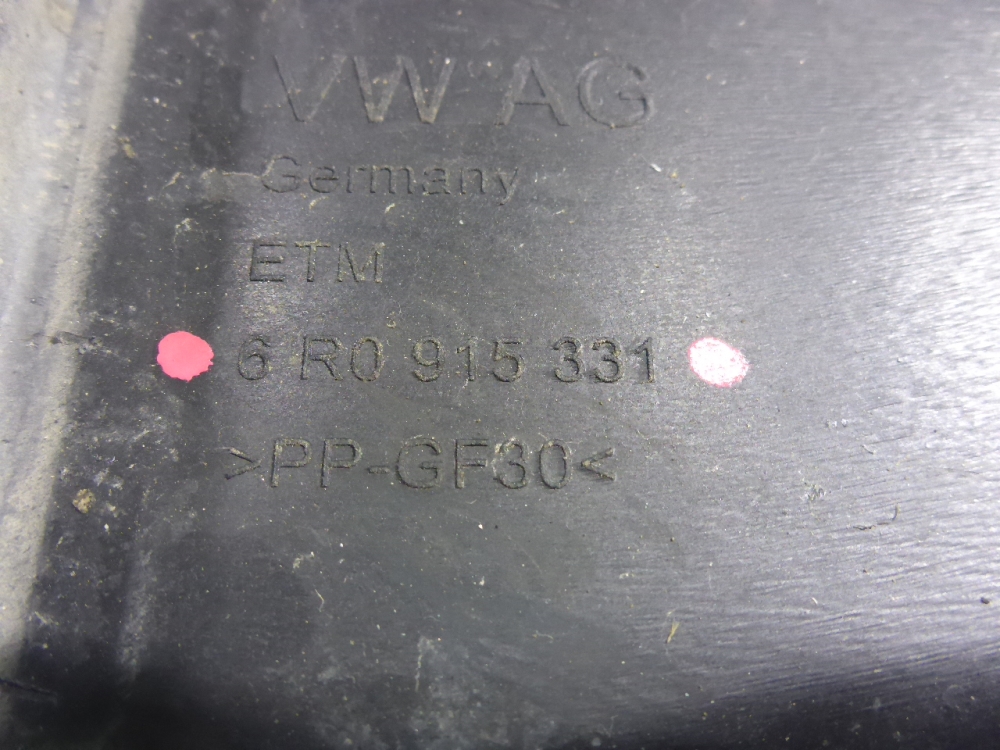 VW AG
Germany
ETM
6 R0 915 331
>PP-GF30<